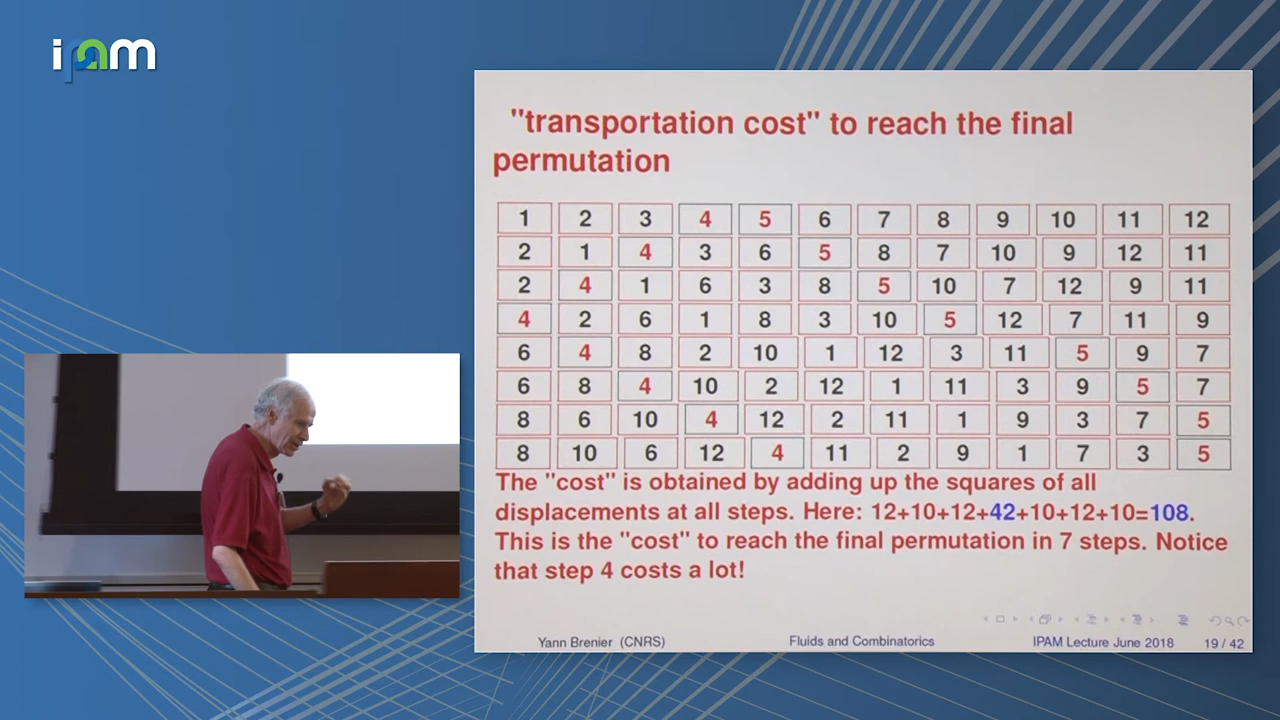 ipam
"transportation cost" to reach the final
permutation
1 2 3 4 5 6 7 8 9 10 11 12
2 1 4 3 6 5 8 7 10 9 12 11
2 4 1 6 3 8 5 10 7 12 9 11
4 2 6 1 8 3 10 5 12 7 11 9
6 4 8 2 10 1 12 3 11 5 9 7
6 8 4 10 2 12 1 11 3 9 5 7
8 6 10 4 12 2 11 1 9 3 7 5
8 10 6 12 4 11 2 9 1 7 3 5
The "cost" is obtained by adding up the squares of all
displacements at all steps. Here: 12+10+12+42+10+12+10=108.
This is the "cost" to reach the final permutation in 7 steps. Notice
that step 4 costs a lot!
Yann Brenier (CNRS) Fluids and Combinatorics IPAM Lecture June 2018 19 / 42